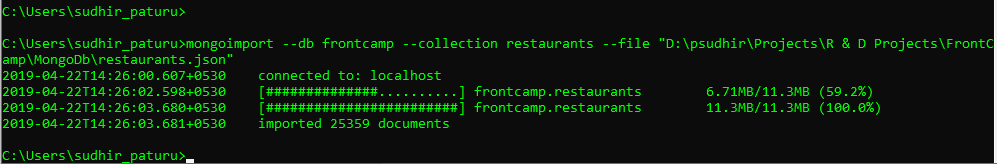 C:\Users\sudhir_paturu>
C:\Users\sudhir_paturu>mongoimport --db frontcamp --collection restaurants --file "D:\psudhir\Projects\R & D Projects\FrontC
amp\MongoDb\restaurants.json"
2019-04-22T14:26:00.607+0530    connected to: localhost
2019-04-22T14:26:02.598+0530    [##############..........] frontcamp.restaurants        6.71MB/11.3MB (59.2%)
2019-04-22T14:26:03.680+0530    [########################] frontcamp.restaurants        11.3MB/11.3MB (100.0%)
2019-04-22T14:26:03.681+0530    imported 25359 documents
C:\Users\sudhir_paturu>